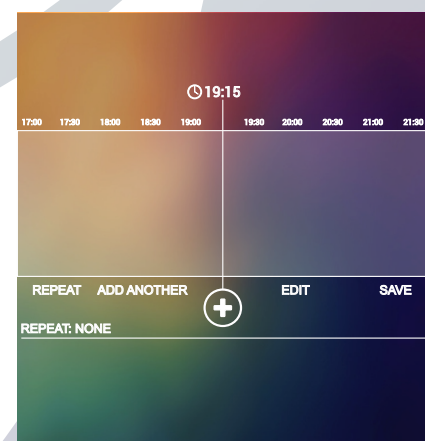 19:15
17:00 17:30 18:00 18:30 19:00 19:30 20:00 20:30 21:00 21:30
REPEAT ADD ANOTHER EDIT SAVE
REPEAT: NONE